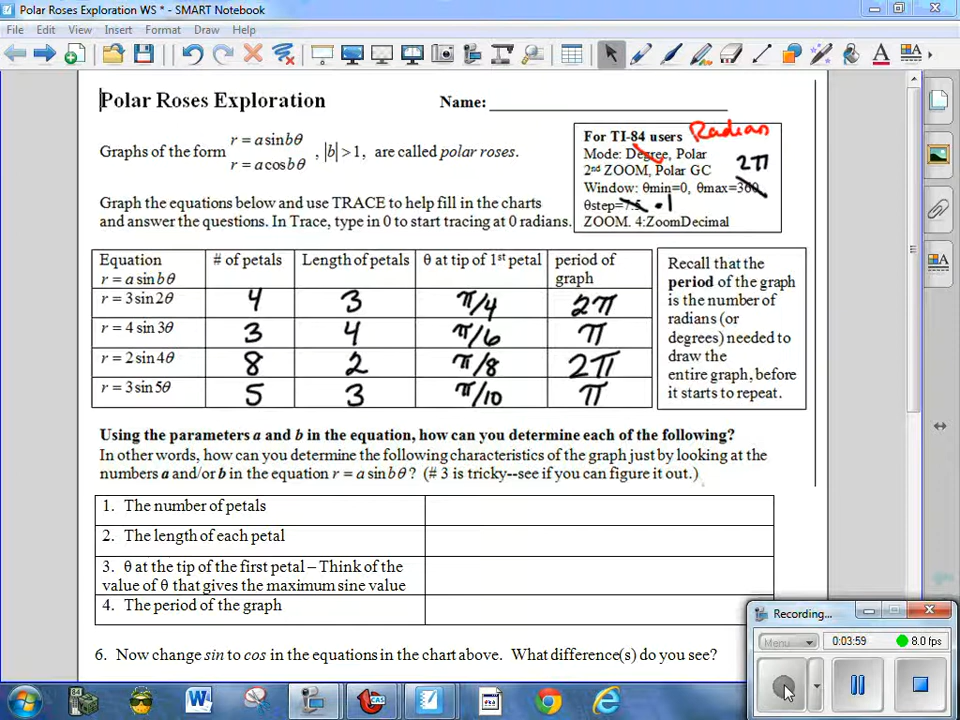 Polar Roses Exploration WS * - SMART Notebook
File Edit View Insert Format Draw Help
Polar Roses Exploration Name:
Graphs of the form r = a sin bθ r = a cos bθ , |b| > 1, are called polar roses.
Graph the equations below and use TRACE to help fill in the charts
and answer the questions. In Trace, type in 0 to start tracing at 0 radians.
For TI-84 users Radian
Mode: Degree, Polar
2nd ZOOM, Polar GC 2π
Window: θmin=0, θmax=360,
θstep=7.5 .1
ZOOM. 4:ZoomDecimal
Equation r = a sin bθ # of petals Length of petals θ at tip of 1st petal period of graph
r = 3 sin 2θ 4 3 π/4 2π
r = 4 sin 3θ 3 4 π/6 π
r = 2 sin 4θ 8 2 π/8 2π
r = 3 sin 5θ 5 3 π/10 π
Recall that the
period of the graph
is the number of
radians (or
degrees) needed to
draw the
entire graph, before
it starts to repeat.
Using the parameters a and b in the equation, how can you determine each of the following?
In other words, how can you determine the following characteristics of the graph just by looking at the
numbers a and/or b in the equation r = a sin bθ ? (# 3 is tricky--see if you can figure it out.)
1. The number of petals
2. The length of each petal
3. θ at the tip of the first petal – Think of the
value of θ that gives the maximum sine value
4. The period of the graph
6. Now change sin to cos in the equations in the chart above. What difference(s) do you see?
Recording...
Menu 0:03:59 8.0 fps